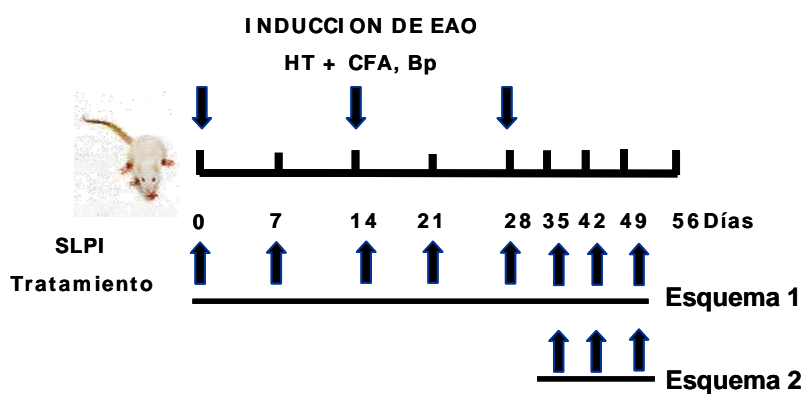 INDUCCION DE EAO
HT + CFA, Bp
0 7 14 21 28 35 42 49 56 Días
SLPI
Tratamiento
Esquema 1
Esquema 2